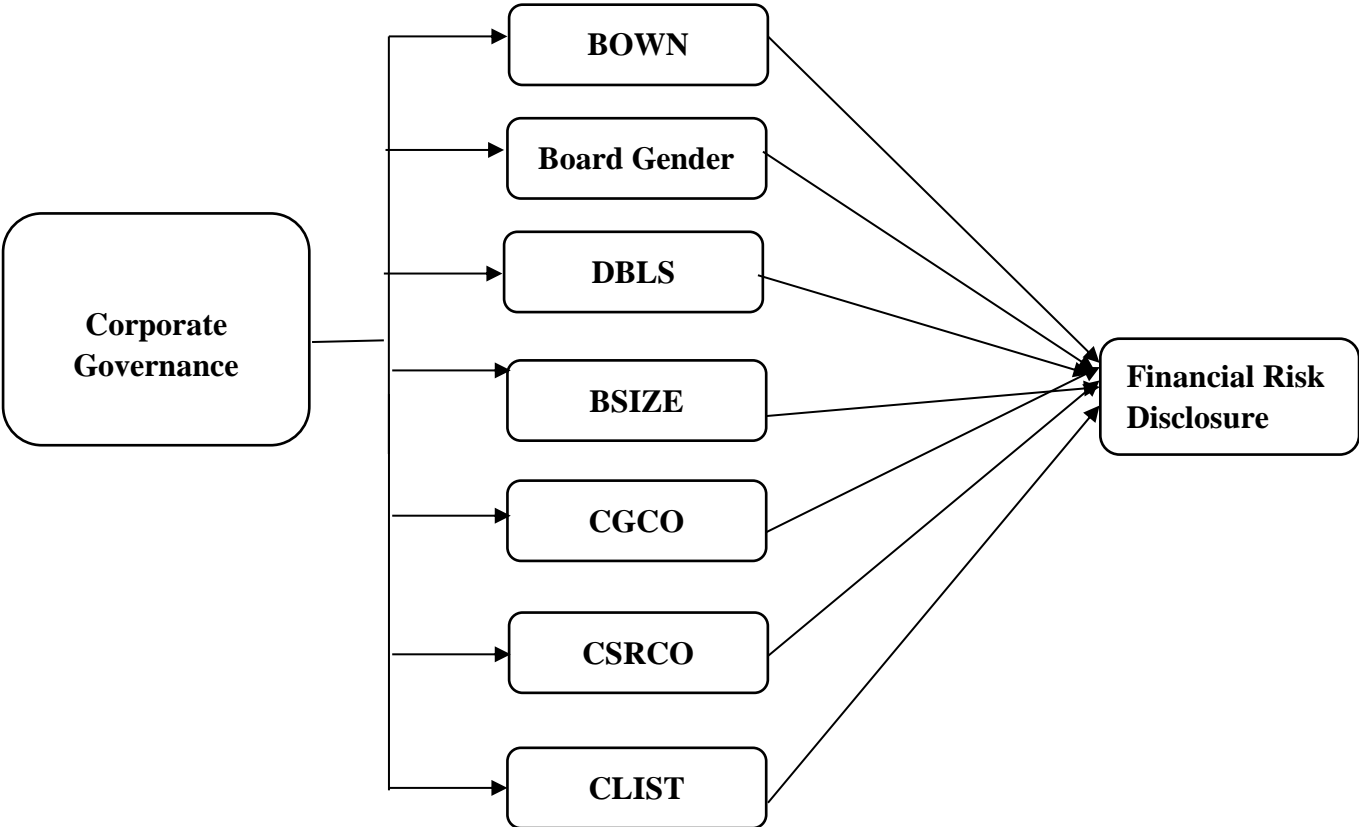 BOWN
Board Gender
DBLS
Corporate
Governance
BSIZE
Financial Risk
Disclosure
CGCO
CSRCO
CLIST